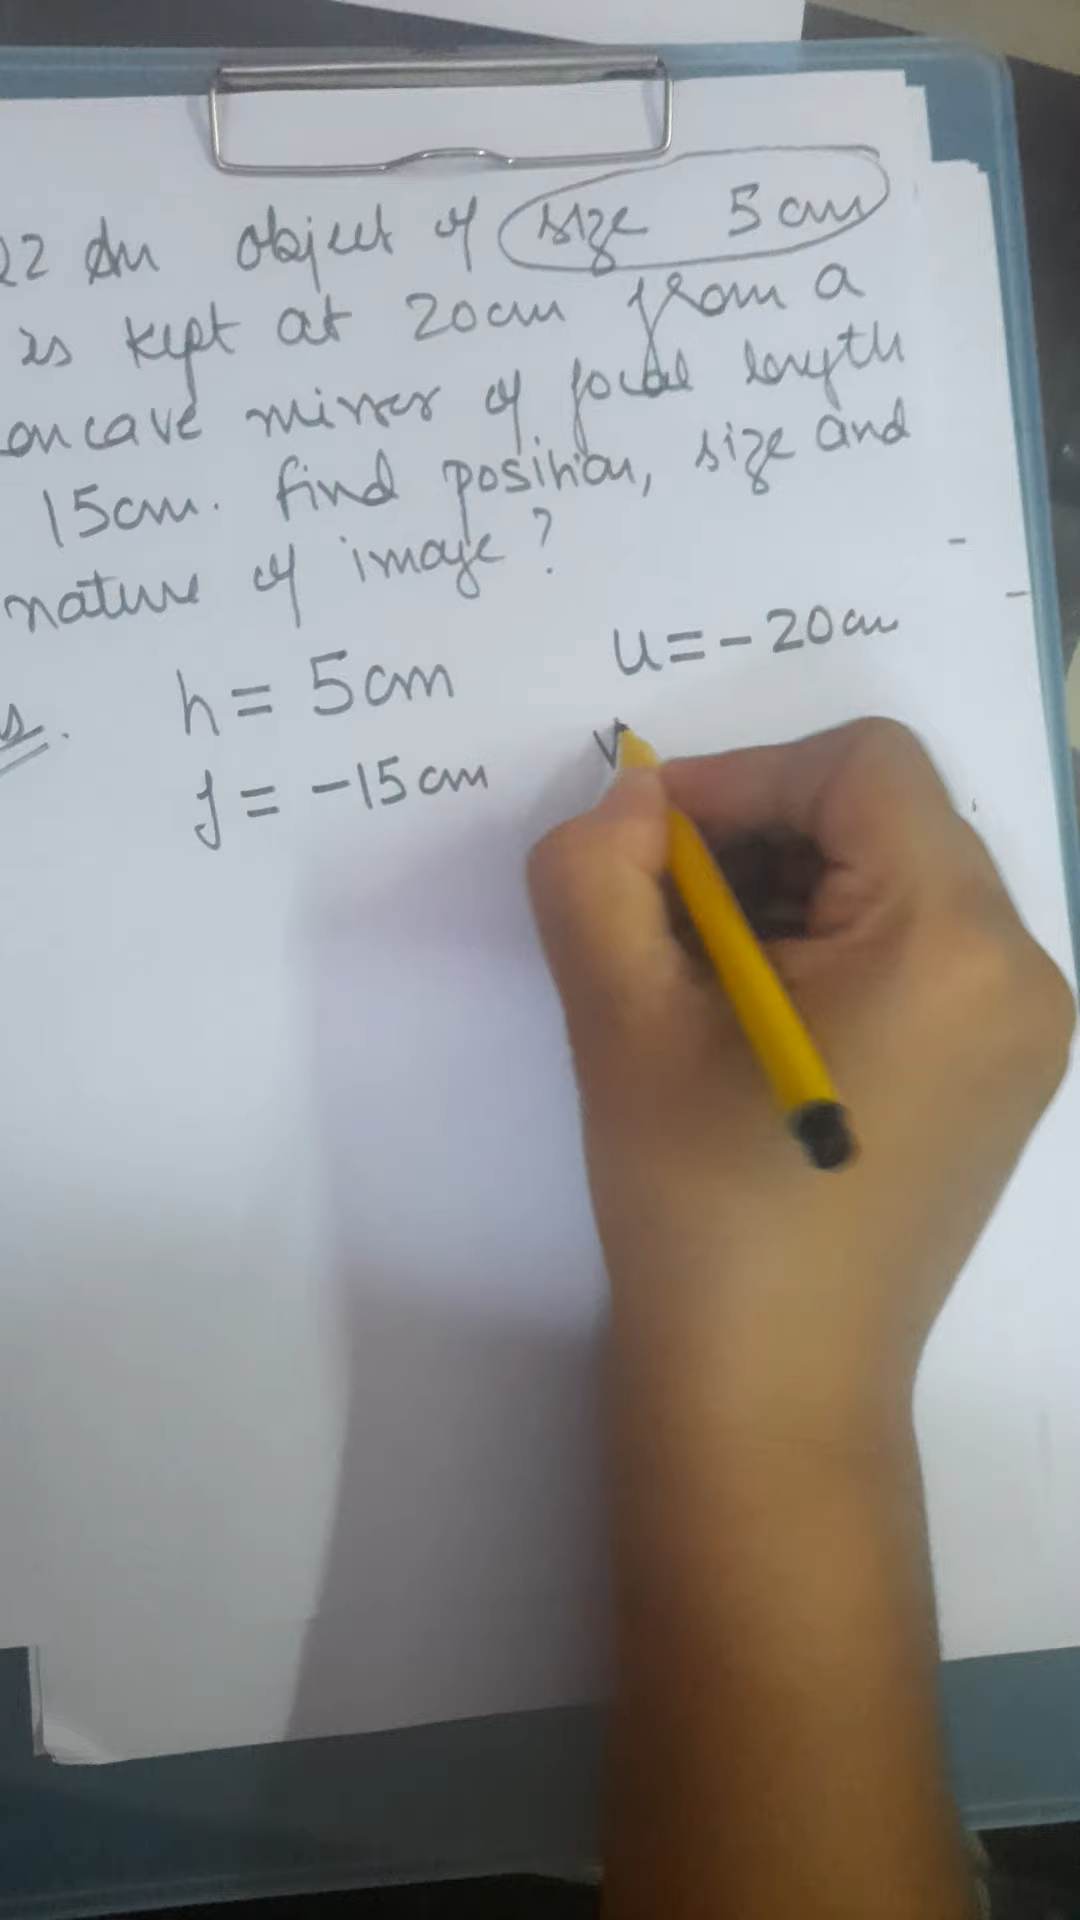 22 An object of size 5cm
is kept at 20cm from a
oncave mirror of focal length
15cm. find position, size and
nature of image?
s. h = 5cm u = - 20cm
f = -15cm v